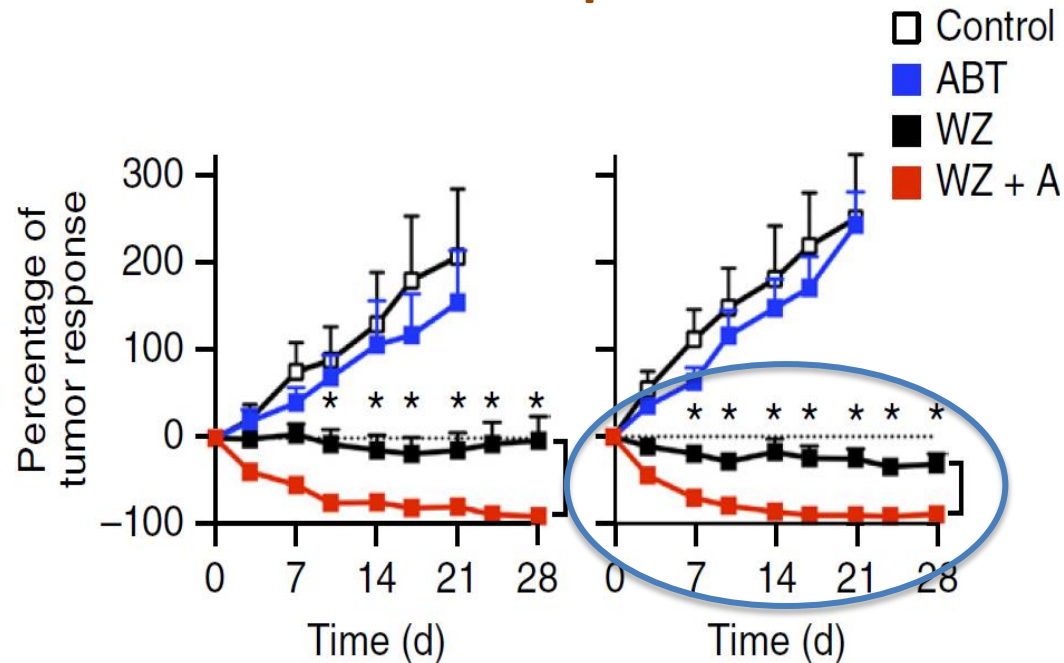 Control
ABT
WZ
WZ + A
Percentage of
tumor response
300
200
100
0
–100
* * * * * * *
0 7 14 21 28
Time (d)
* * * * * * *
0 7 14 21 28
Time (d)